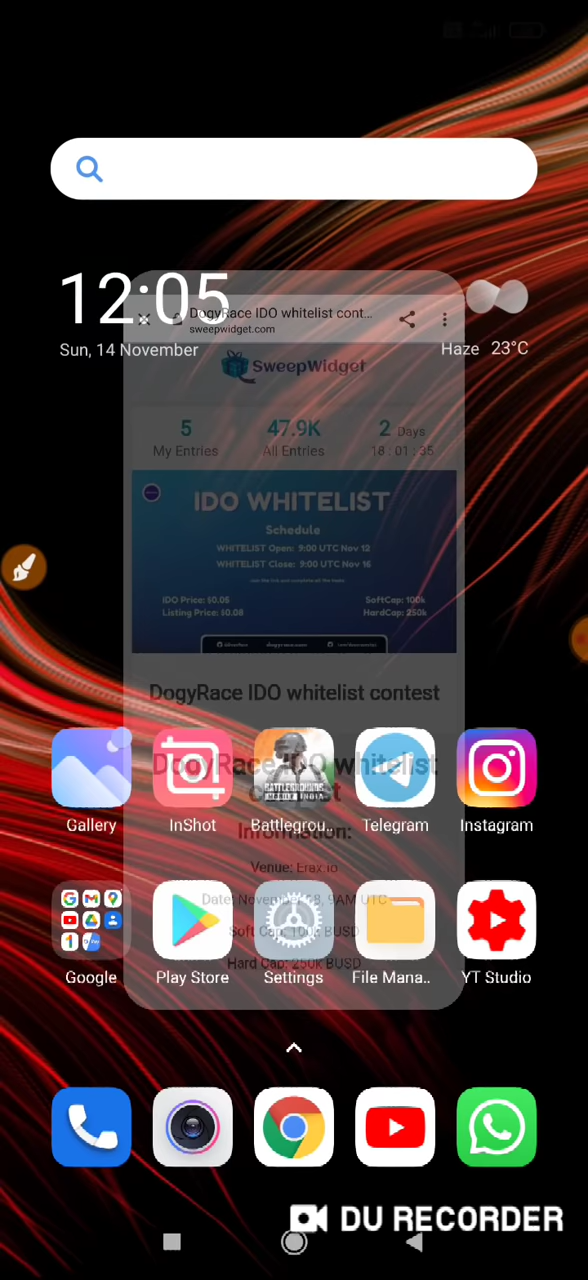 12:05
Sun, 14 November
Haze 23°C
DogyRace IDO whitelist cont...
sweepwidget.com
SweepWidget
5
47.9K
2 Days
My Entries
All Entries
18 : 01 : 35
IDO WHITELIST
Schedule
WHITELIST Open: 9:00 UTC Nov 12
WHITELIST Close: 9:00 UTC Nov 16
IDO Price: $0.05
SoftCap: 100k
Listing Price: $0.08
HardCap: 250k
DogyRace IDO whitelist contest
DogyRace IDO whitelist
Information:
Gallery
InShot
BATTLEGROUNDS
Battlegrou..
Telegram
Instagram
Venue: Erax.io
Date: November 18, 9AM UTC
Soft Cap: 100k BUSD
Hard Cap: 250k BUSD
Google
Play Store
Settings
File Mana..
YT Studio
DU RECORDER